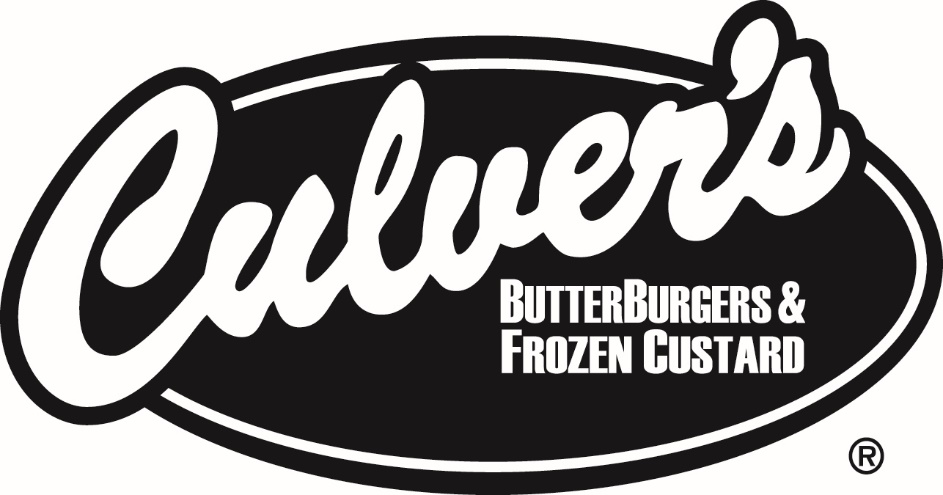 Culver's
BUTTERBURGERS &
FROZEN CUSTARD
®